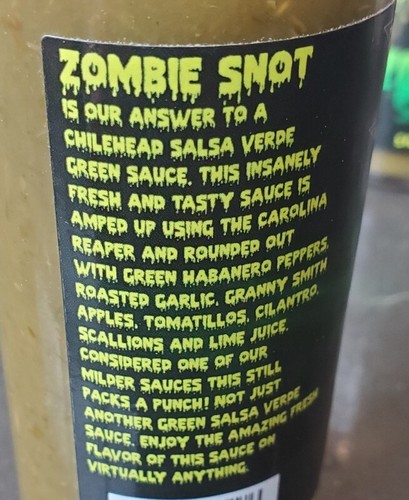 ZOMBIE SNOT
IS OUR ANSWER TO A
CHILEHEAD SALSA VERDE
GREEN SAUCE. THIS INSANELY
FRESH AND TASTY SAUCE IS
AMPED UP USING THE CAROLINA
REAPER AND ROUNDED OUT
WITH GREEN HABANERO PEPPERS,
ROASTED GARLIC, GRANNY SMITH
APPLES, TOMATILLOS, CILANTRO,
SCALLIONS AND LIME JUICE.
CONSIDERED ONE OF OUR
MILDER SAUCES THIS STILL
PACKS A PUNCH! NOT JUST
ANOTHER GREEN SALSA VERDE
SAUCE, ENJOY THE AMAZING FRESH
FLAVOR OF THIS SAUCE ON
VIRTUALLY ANYTHING.